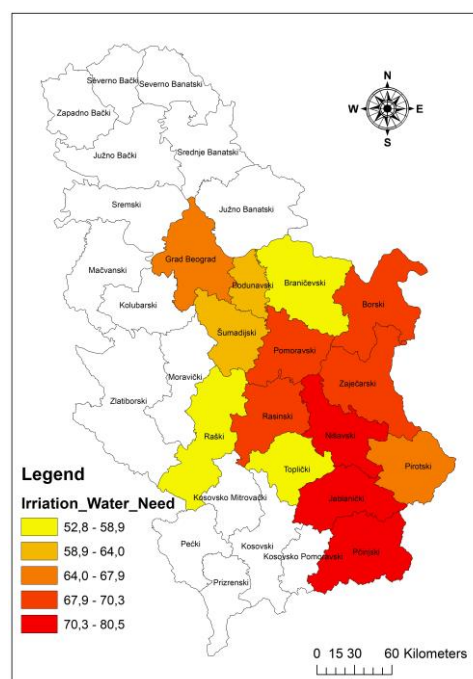 Severno Bački
Severno Banatski
Zapadno Bački
Južno Bački
Srednje Banatski
N
W
E
S
Sremski
Južno Banatski
Mačvanski
Grad Beograd
Podunavski
Braničevski
Kolubarski
Borski
Šumadijski
Pomoravski
Moravički
Zaječarski
Zlatiborski
Rasinski
Nišavski
Raški
Toplički
Pirotski
Legend
Irriation_Water_Need
52,8 - 58,9
58,9 - 64,0
64,0 - 67,9
67,9 - 70,3
70,3 - 80,5
Kosovsko Mitrovački
Jablanički
Pećki
Kosovski
Kosovsko Pomoravski
Pčinjski
Prizrenski
0 15 30 60 Kilometers